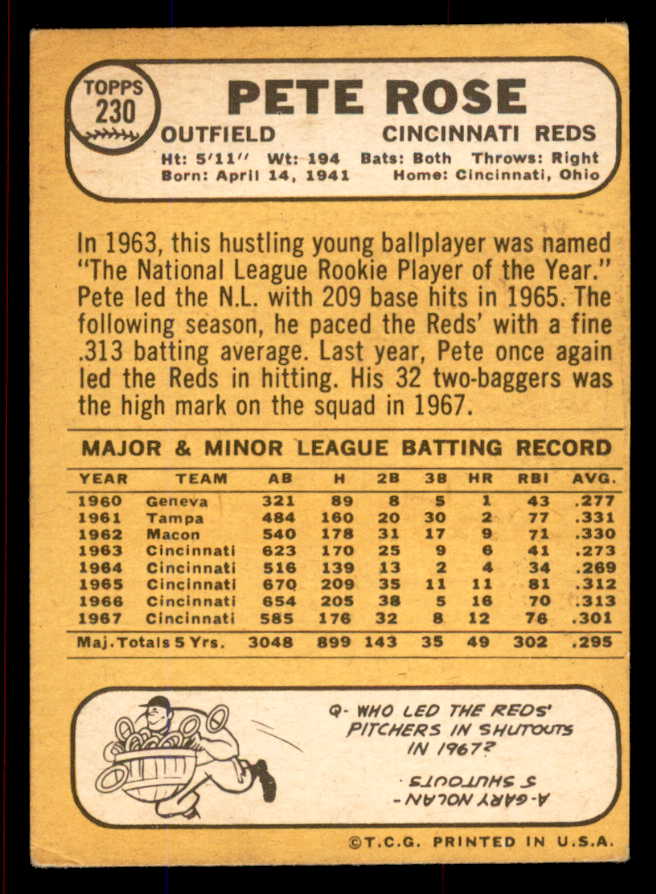 TOPPS
230
PETE ROSE
OUTFIELD CINCINNATI REDS
Ht: 5'11" Wt: 194 Bats: Both Throws: Right
Born: April 14, 1941 Home: Cincinnati, Ohio
In 1963, this hustling young ballplayer was named
"The National League Rookie Player of the Year."
Pete led the N.L. with 209 base hits in 1965. The
following season, he paced the Reds' with a fine
.313 batting average. Last year, Pete once again
led the Reds in hitting. His 32 two-baggers was
the high mark on the squad in 1967.
MAJOR & MINOR LEAGUE BATTING RECORD
YEAR TEAM AB H 2B 3B HR RBI AVG.
1960 Geneva 321 89 8 5 1 43 .277
1961 Tampa 484 160 20 30 2 77 .331
1962 Macon 540 178 31 17 9 71 .330
1963 Cincinnati 623 170 25 9 6 41 .273
1964 Cincinnati 516 139 13 2 4 34 .269
1965 Cincinnati 670 209 35 11 11 81 .312
1966 Cincinnati 654 205 38 5 16 70 .313
1967 Cincinnati 585 176 32 8 12 76 .301
Maj. Totals 5 Yrs. 3048 899 143 35 49 302 .295
Q- WHO LED THE REDS'
PITCHERS IN SHUTOUTS
IN 1967?
A-GARY NOLAN -
5 SHUTOUTS.
©T.C.G. PRINTED IN U.S.A.